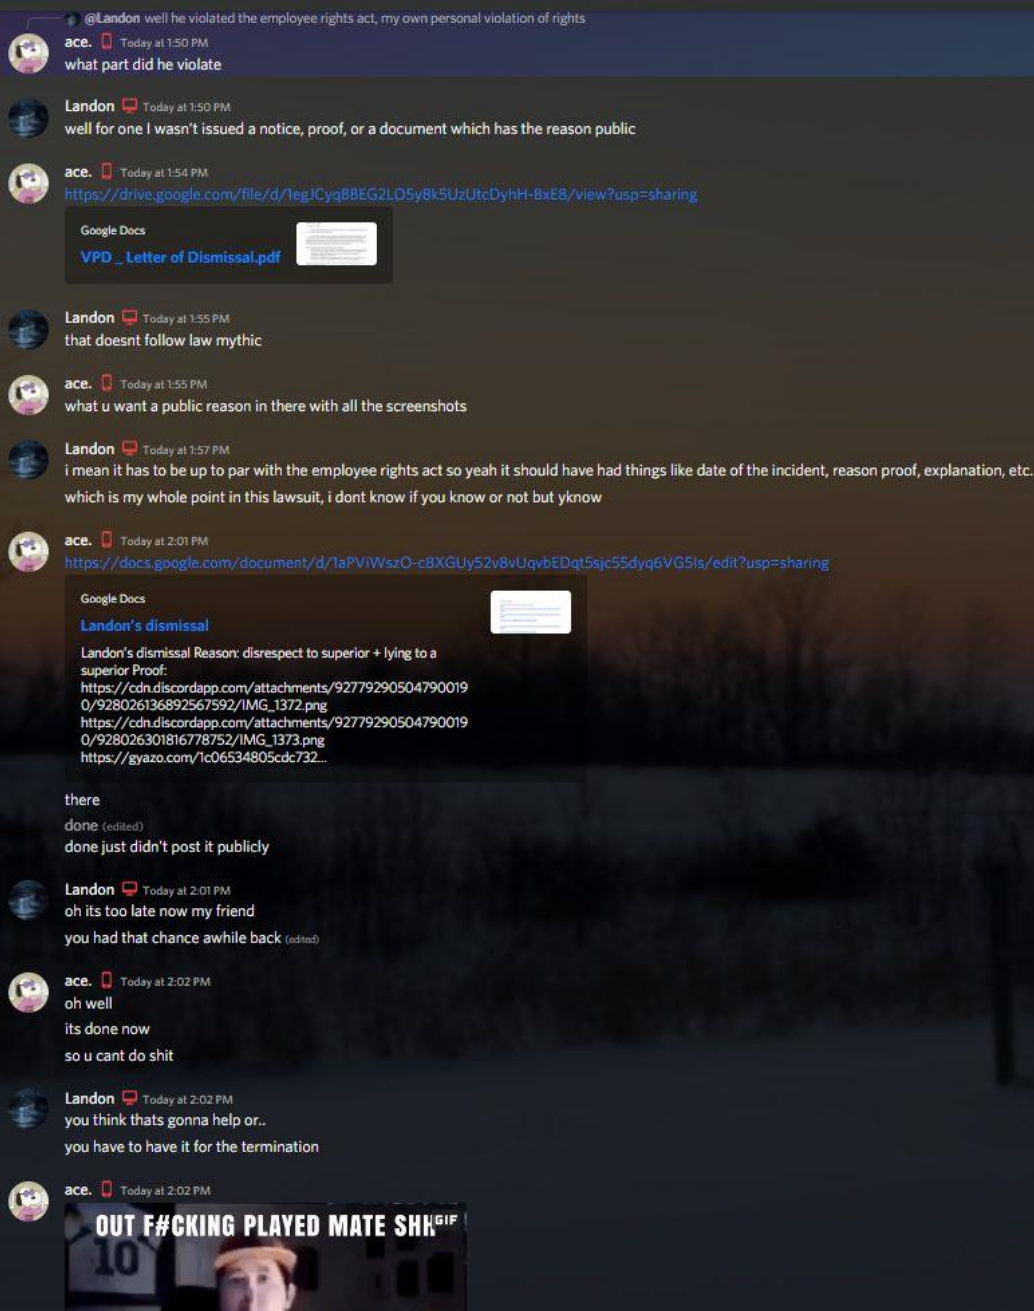 @Landon well he violated the employee rights act, my own personal violation of rights
ace. Today at 1:50 PM
what part did he violate
Landon Today at 1:50 PM
well for one I wasn't issued a notice, proof, or a document which has the reason public
ace. Today at 1:54 PM
https://drive.google.com/file/d/1egJCyqBBEG2LO5y8k5UzUtcDyhH-BxE8/view?usp=sharing
Google Docs
VPD _ Letter of Dismissal.pdf
Landon Today at 1:55 PM
that doesnt follow law mythic
ace. Today at 1:55 PM
what u want a public reason in there with all the screenshots
Landon Today at 1:57 PM
i mean it has to be up to par with the employee rights act so yeah it should have had things like date of the incident, reason proof, explanation, etc.
which is my whole point in this lawsuit, i dont know if you know or not but yknow
ace. Today at 2:01 PM
https://docs.google.com/document/d/1aPViWszO-c8XGUy52v8vUqvbEDqt5sjc55dyq6VG5Is/edit?usp=sharing
Google Docs
Landon's dismissal
Landon's dismissal Reason: disrespect to superior + lying to a
superior Proof:
https://cdn.discordapp.com/attachments/92779290504790019
0/928026136892567592/IMG_1372.png
https://cdn.discordapp.com/attachments/92779290504790019
0/928026301816778752/IMG_1373.png
https://gyazo.com/1c06534805cdc732...
there
done (edited)
done just didn't post it publicly
Landon Today at 2:01 PM
oh its too late now my friend
you had that chance awhile back (edited)
ace. Today at 2:02 PM
oh well
its done now
so u cant do shit
Landon Today at 2:02 PM
you think thats gonna help or..
you have to have it for the termination
ace. Today at 2:02 PM
OUT F#CKING PLAYED MATE SHH
GIF
10